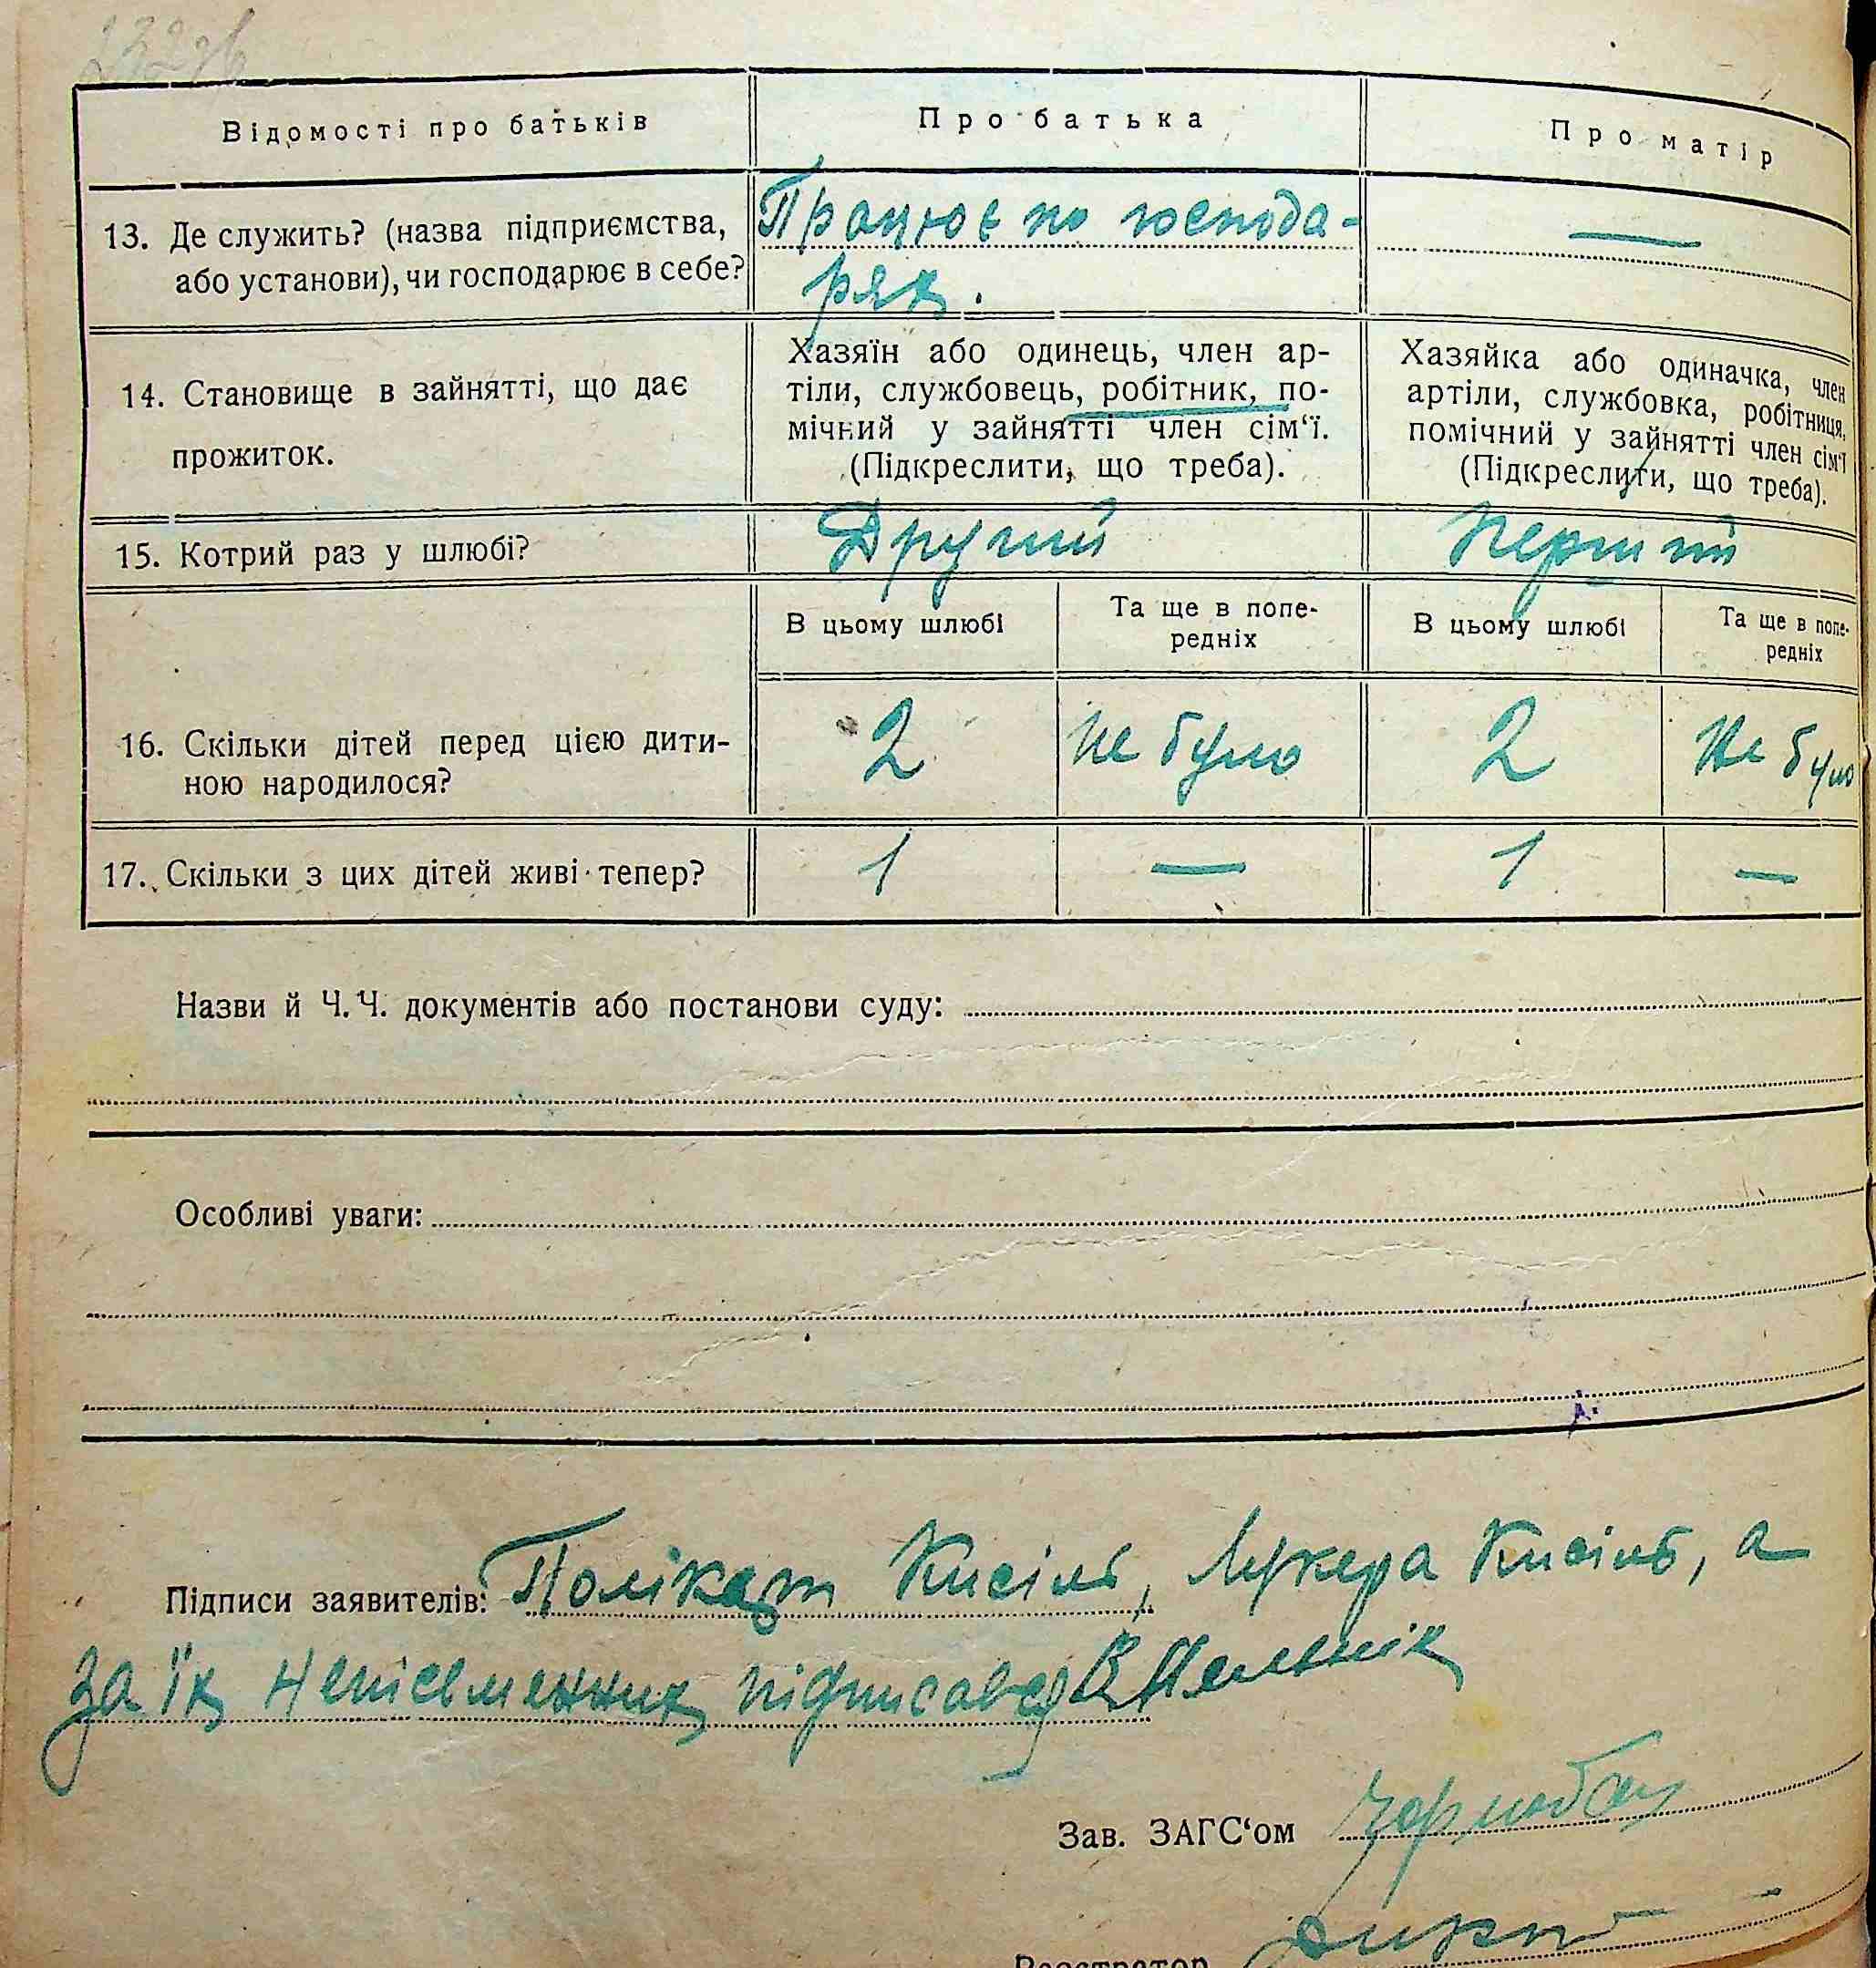 Відомості про батьків
Про батька
Про матір
13. Де служить? (назва підприємства,
або установи), чи господарює в себе?
Працює по господа-
рях.
—
14. Становище в зайнятті, що дає
прожиток.
Хазяїн або одинець, член ар-
тіли, службовець, робітник, по-
мічний у зайнятті член сім'ї.
(Підкреслити, що треба).
Хазяйка або одиначка, член
артіли, службовка, робітниця,
помічний у зайнятті член сім'ї
(Підкреслити, що треба).
15. Котрий раз у шлюбі?
Другий
Перший
В цьому шлюбі
Та ще в попе-
редніх
В цьому шлюбі
Та ще в попе-
редніх
16. Скільки дітей перед цією дити-
ною народилося?
2
не було
2
не було
17. Скільки з цих дітей живі тепер?
1
—
1
—
Назви й Ч. Ч. документів або постанови суду:
Особливі уваги:
Підписи заявителів: Кисіль, Лукера Кисіль, а
за їх неписьменних підписався В Мельнік
Зав. ЗАГС'ом
Реєстратор